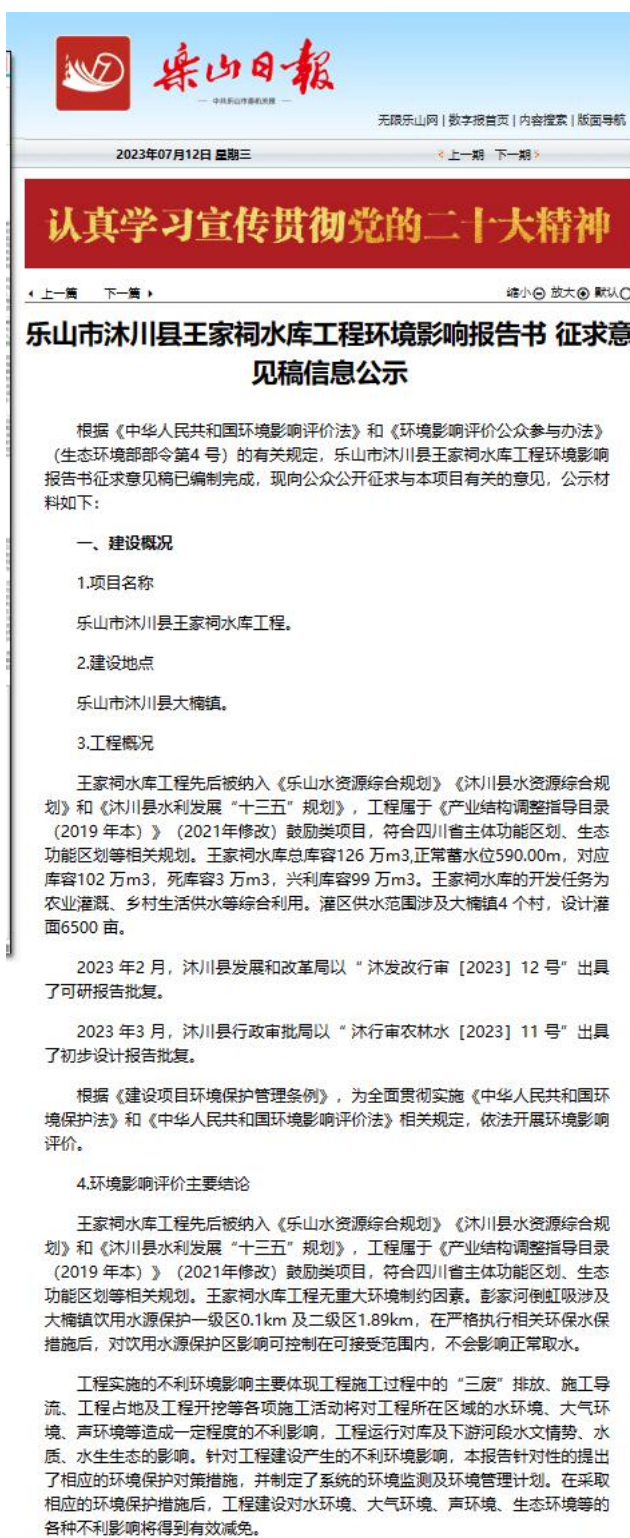 乐山日报
— 中共乐山市委机关报 —
无限乐山网 | 数字报首页 | 内容搜索 | 版面导航
2023年07月12日 星期三
上一期 下一期
认真学习宣传贯彻党的二十大精神
上一篇 下一篇
缩小 放大 默认
乐山市沐川县王家祠水库工程环境影响报告书 征求意
见稿信息公示
根据《中华人民共和国环境影响评价法》和《环境影响评价公众参与办法》
（生态环境部部令第4 号）的有关规定，乐山市沐川县王家祠水库工程环境影响
报告书征求意见稿已编制完成，现向公众公开征求与本项目有关的意见，公示材
料如下：
一、建设概况
1.项目名称
乐山市沐川县王家祠水库工程。
2.建设地点
乐山市沐川县大楠镇。
3.工程概况
王家祠水库工程先后被纳入《乐山水资源综合规划》《沐川县水资源综合规
划》和《沐川县水利发展“十三五”规划》，工程属于《产业结构调整指导目录
（2019 年本）》（2021年修改）鼓励类项目，符合四川省主体功能区划、生态
功能区划等相关规划。王家祠水库总库容126 万m3,正常蓄水位590.00m，对应
库容102 万m3，死库容3 万m3，兴利库容99 万m3。王家祠水库的开发任务为
农业灌溉、乡村生活供水等综合利用。灌区供水范围涉及大楠镇4 个村，设计灌
面6500 亩。
2023 年2 月，沐川县发展和改革局以“ 沐发改行审［2023］12 号”出具
了可研报告批复。
2023 年3 月，沐川县行政审批局以“ 沐行审农林水［2023］11 号”出具
了初步设计报告批复。
根据《建设项目环境保护管理条例》，为全面贯彻实施《中华人民共和国环
境保护法》和《中华人民共和国环境影响评价法》相关规定，依法开展环境影响
评价。
4.环境影响评价主要结论
王家祠水库工程先后被纳入《乐山水资源综合规划》《沐川县水资源综合规
划》和《沐川县水利发展“十三五”规划》，工程属于《产业结构调整指导目录
（2019 年本）》（2021年修改）鼓励类项目，符合四川省主体功能区划、生态
功能区划等相关规划。王家祠水库工程无重大环境制约因素。彭家河倒虹吸涉及
大楠镇饮用水源保护一级区0.1km 及二级区1.89km，在严格执行相关环保水保
措施后，对饮用水源保护区影响可控制在可接受范围内，不会影响正常取水。
工程实施的不利环境影响主要体现工程施工过程中的“三废”排放、施工导
流、工程占地及工程开挖等各项施工活动将对工程所在区域的水环境、大气环
境、声环境等造成一定程度的不利影响，工程运行对库及下游河段水文情势、水
质、水生生态的影响。针对工程建设产生的不利环境影响，本报告针对性的提出
了相应的环境保护对策措施，并制定了系统的环境监测及环境管理计划。在采取
相应的环境保护措施后，工程建设对水环境、大气环境、声环境、生态环境等的
各种不利影响将得到有效减免。